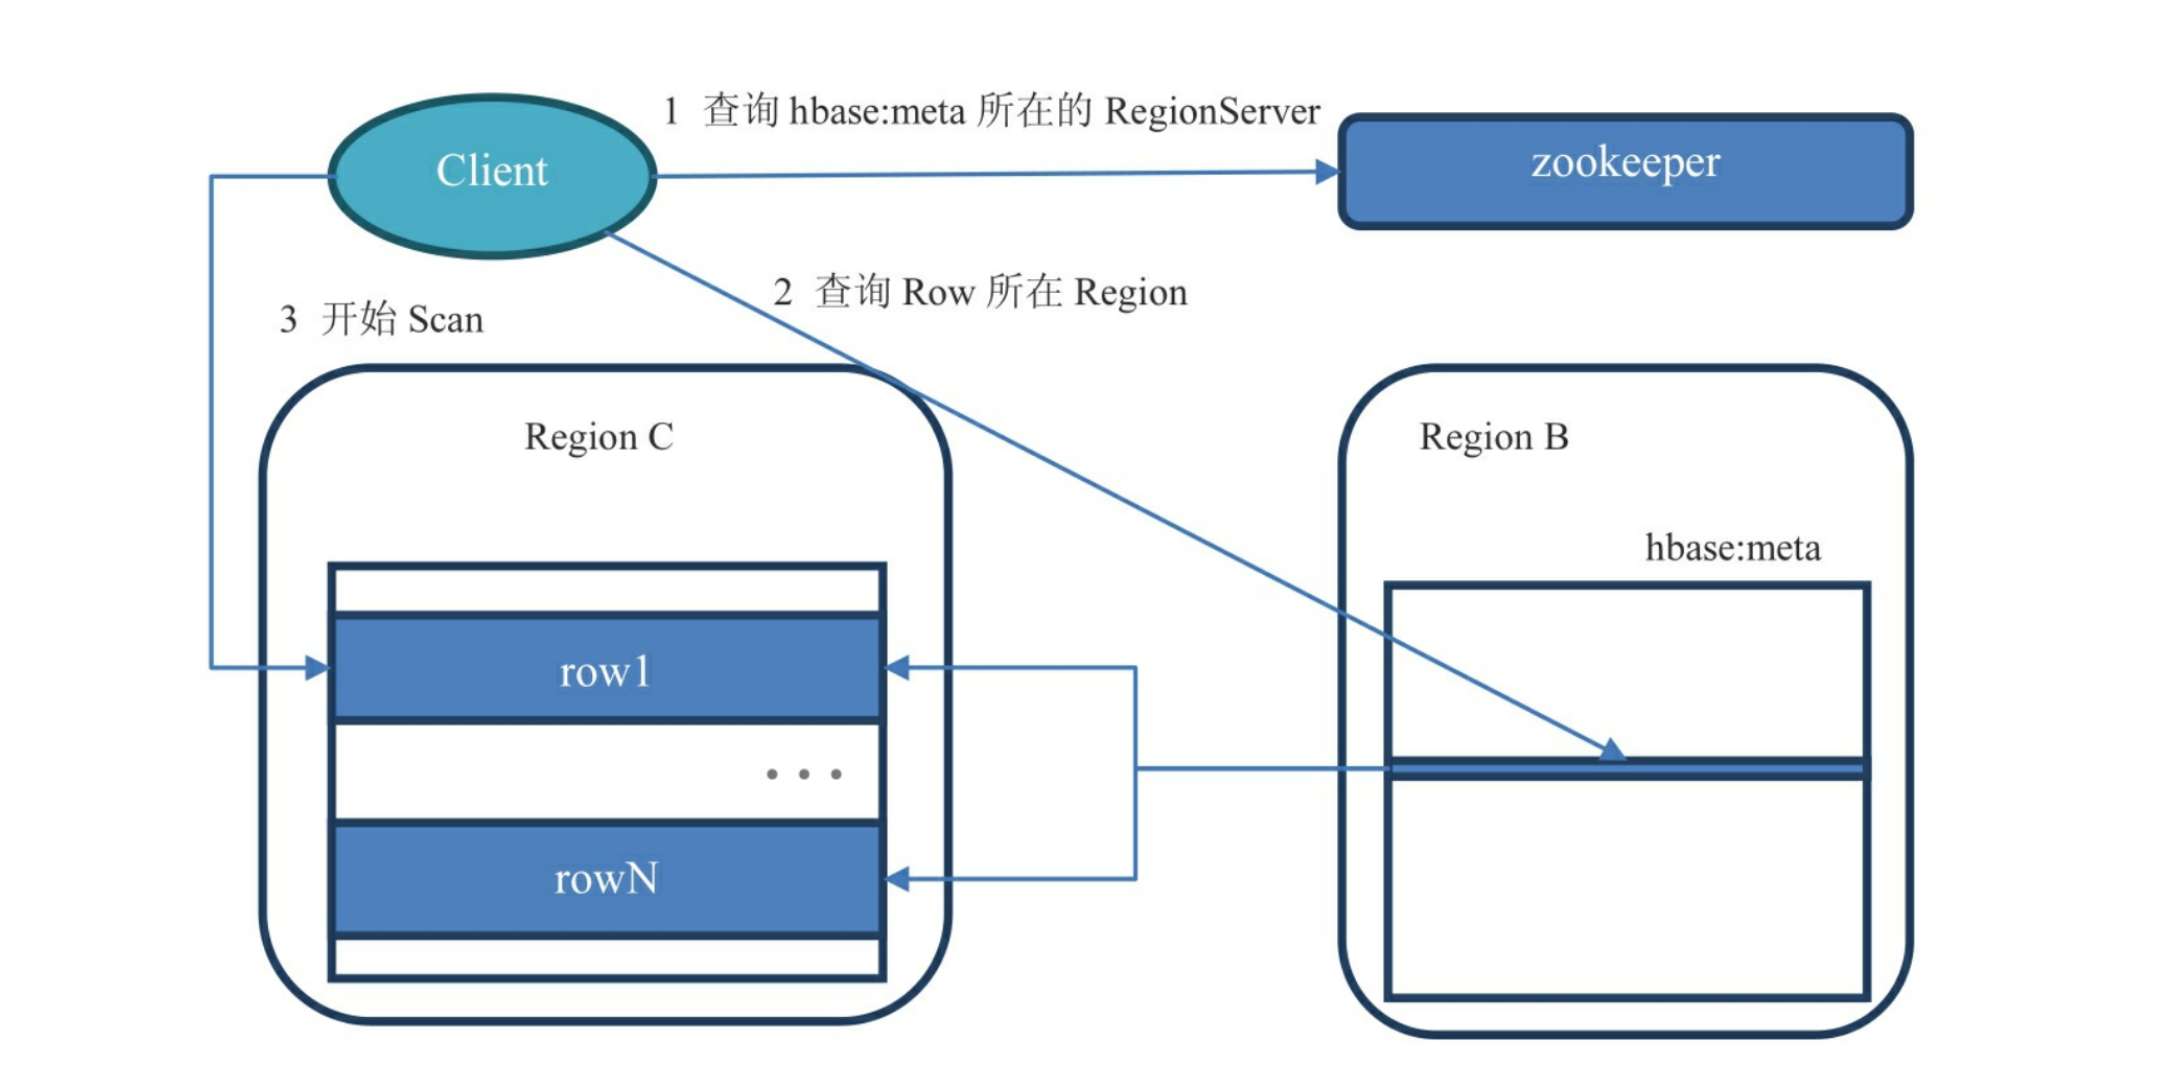 1 查询 hbase:meta 所在的 RegionServer
Client
zookeeper
2 查询 Row 所在 Region
3 开始 Scan
Region C
Region B
hbase:meta
row1
...
rowN